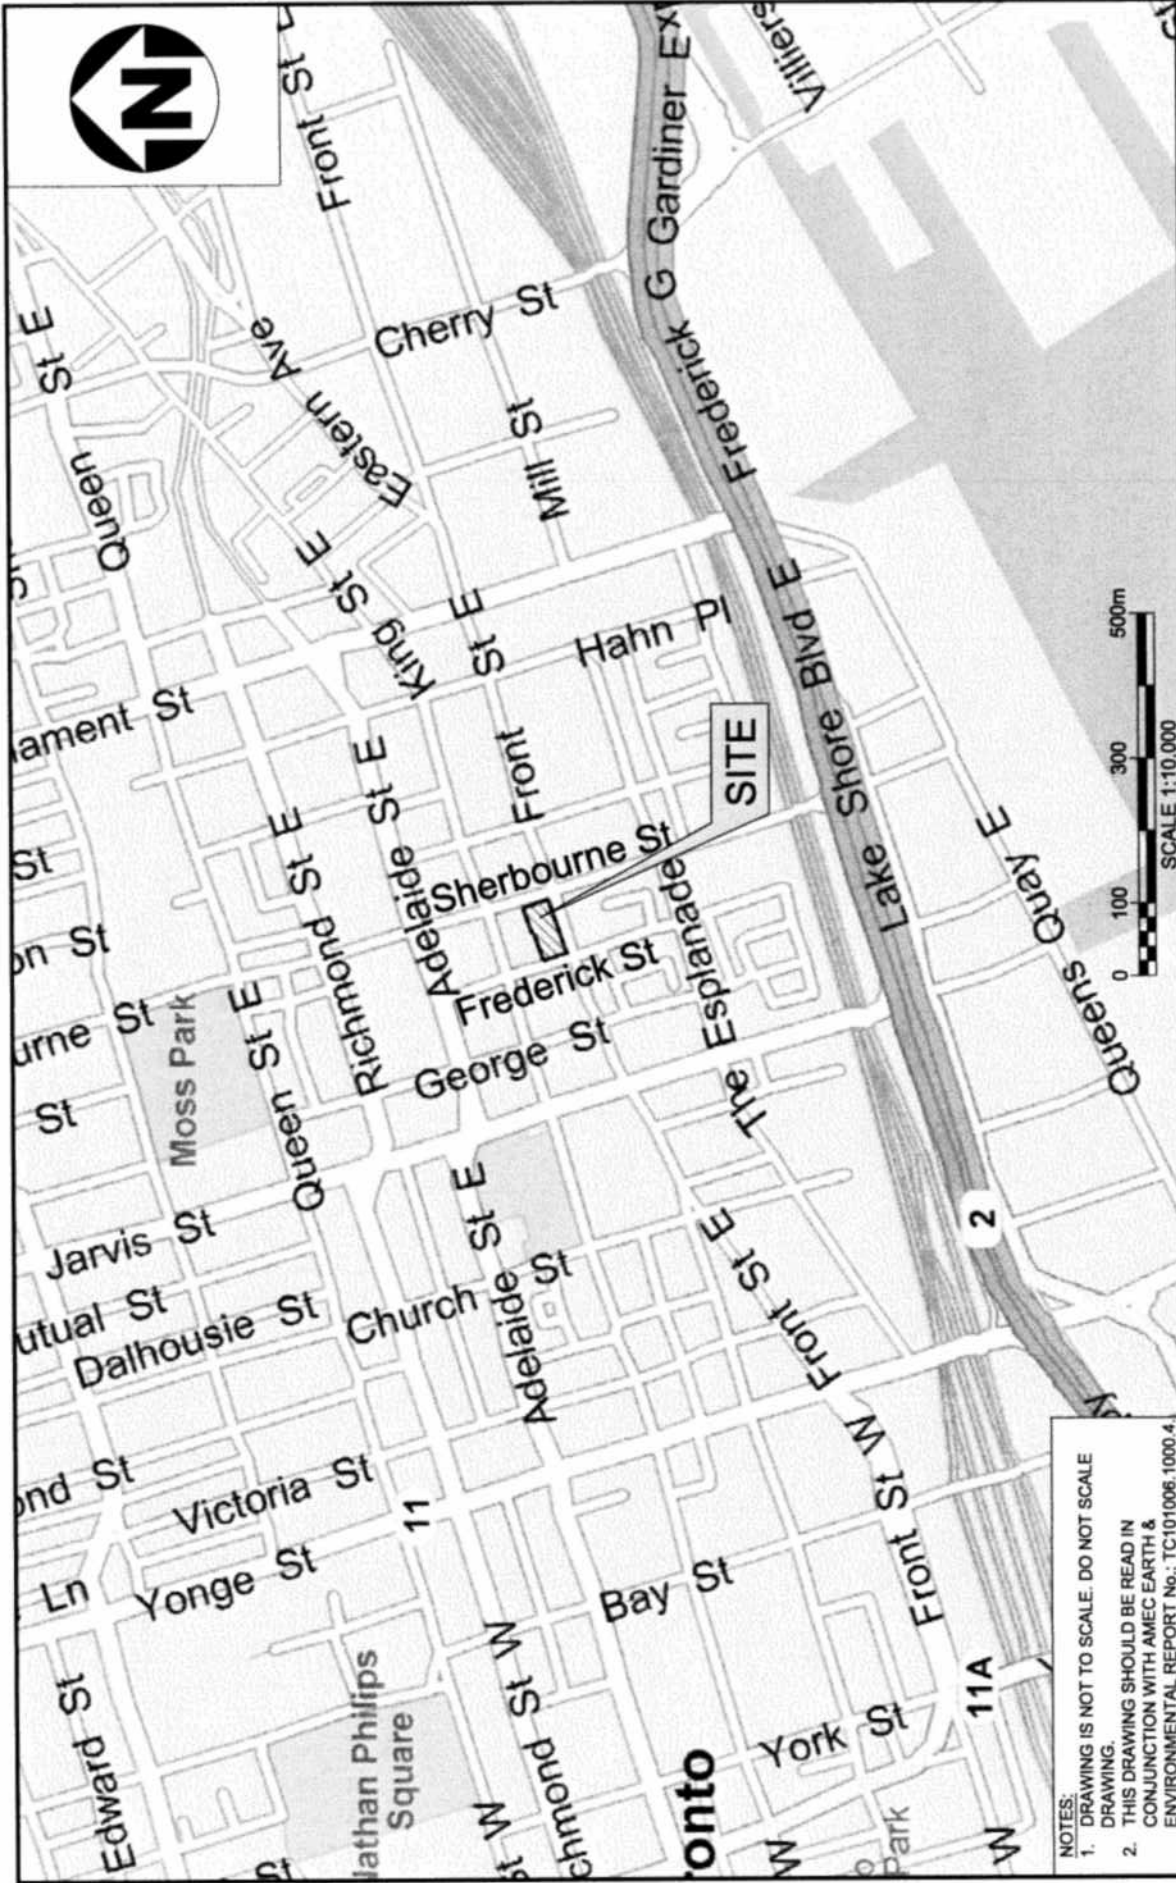 N
Front St
Queen St E
Eastern Ave
Cherry St
Mill St
King St E
Front St E
Hahn Pl
Frederick G Gardiner Ex
Villiers
Lake Shore Blvd E
Queens Quay E
lament St
St
on St
urne St
St
Moss Park
Queen St E
Richmond St E
Adelaide St E
Sherbourne St
Frederick St
George St
The Esplanade
SITE
Jarvis St
utual St
Dalhousie St
Church St
Adelaide St E
Front St E
2
ond St
Victoria St
Yonge St
11
Ln
Edward St
Nathan Philips
Square
Bay St
York St
Front St W
11A
St W
chmond St W
ronto
W
Park
W
0 100 300 500m
SCALE 1:10,000
NOTES:
1. DRAWING IS NOT TO SCALE. DO NOT SCALE
DRAWING.
2. THIS DRAWING SHOULD BE READ IN
CONJUNCTION WITH AMEC EARTH &
ENVIRONMENTAL REPORT No.: TC101006.1000.4.